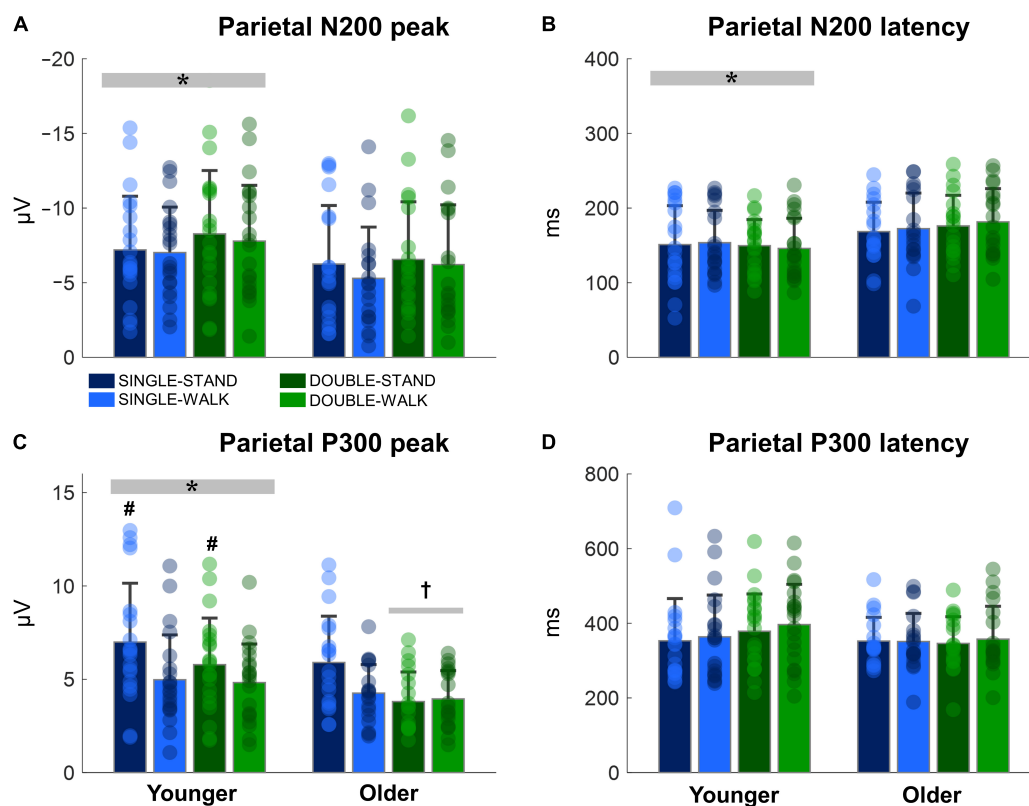 A Parietal N200 peak
B Parietal N200 latency
−20
−15
−10
−5
0
µV
*
400
300
200
100
0
ms
*
SINGLE-STAND DOUBLE-STAND
SINGLE-WALK DOUBLE-WALK
C Parietal P300 peak
D Parietal P300 latency
15
10
5
0
µV
*
#
#
†
Younger Older
800
600
400
200
0
ms
Younger Older